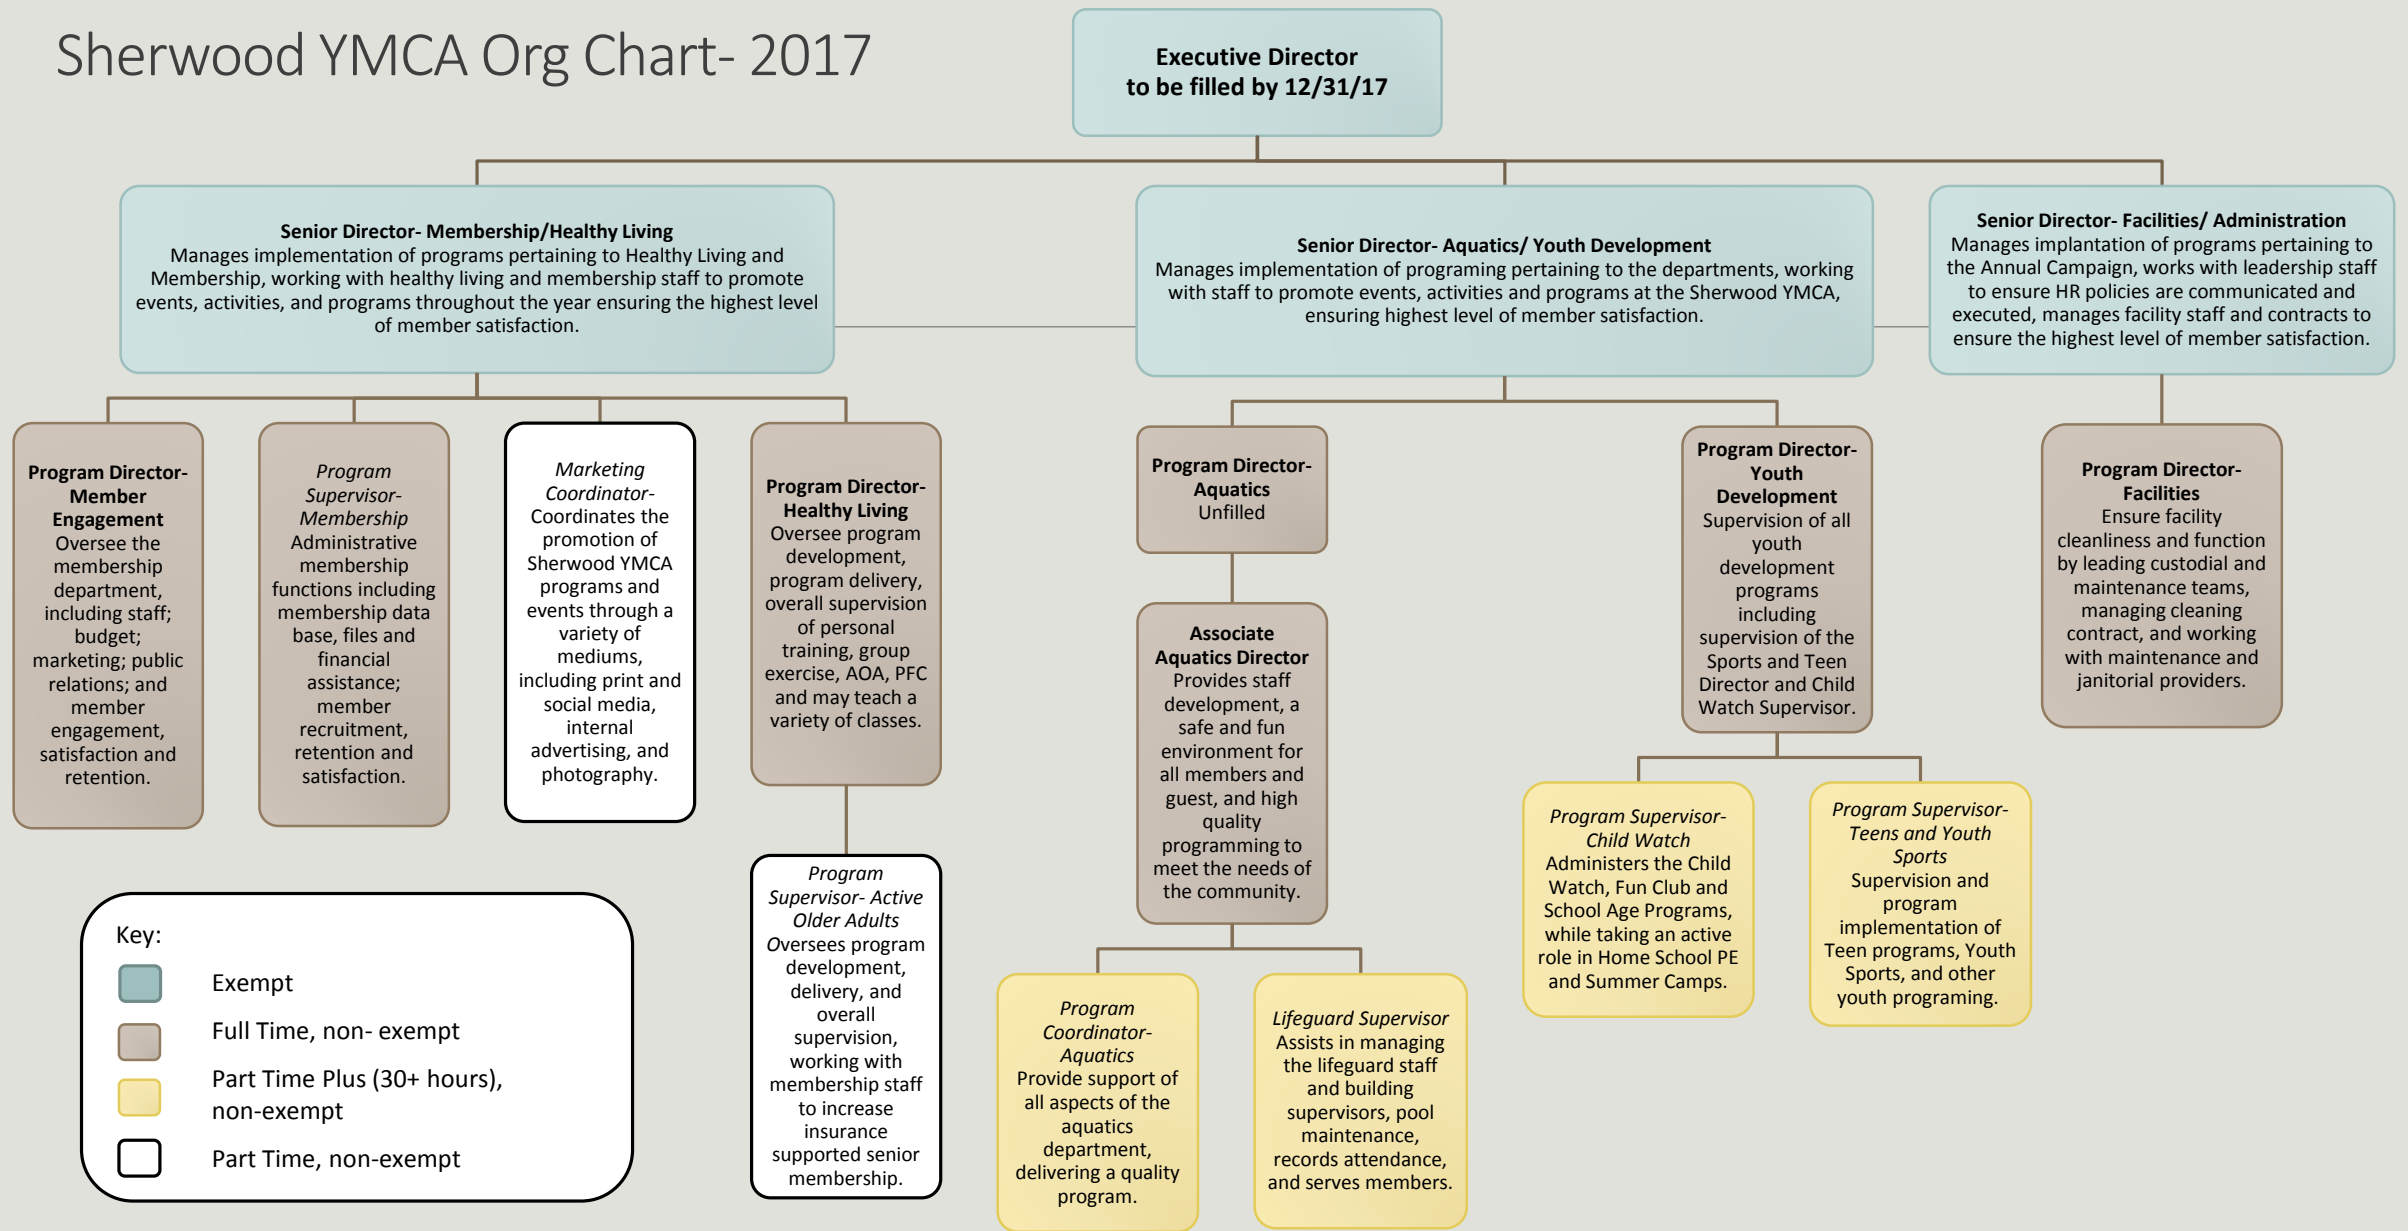 Sherwood YMCA Org Chart- 2017
Executive Director
to be filled by 12/31/17
Senior Director- Membership/Healthy Living
Manages implementation of programs pertaining to Healthy Living and
Membership, working with healthy living and membership staff to promote
events, activities, and programs throughout the year ensuring the highest level
of member satisfaction.
Senior Director- Aquatics/ Youth Development
Manages implementation of programing pertaining to the departments, working
with staff to promote events, activities and programs at the Sherwood YMCA,
ensuring highest level of member satisfaction.
Senior Director- Facilities/ Administration
Manages implantation of programs pertaining to
the Annual Campaign, works with leadership staff
to ensure HR policies are communicated and
executed, manages facility staff and contracts to
ensure the highest level of member satisfaction.
Program Director-
Member
Engagement
Oversee the
membership
department,
including staff;
budget;
marketing; public
relations; and
member
engagement,
satisfaction and
retention.
Program
Supervisor-
Membership
Administrative
membership
functions including
membership data
base, files and
financial
assistance;
member
recruitment,
retention and
satisfaction.
Marketing
Coordinator-
Coordinates the
promotion of
Sherwood YMCA
programs and
events through a
variety of
mediums,
including print and
social media,
internal
advertising, and
photography.
Program Director-
Healthy Living
Oversee program
development,
program delivery,
overall supervision
of personal
training, group
exercise, AOA, PFC
and may teach a
variety of classes.
Program
Supervisor- Active
Older Adults
Oversees program
development,
delivery, and
overall
supervision,
working with
membership staff
to increase
insurance
supported senior
membership.
Program Director-
Aquatics
Unfilled
Associate
Aquatics Director
Provides staff
development, a
safe and fun
environment for
all members and
guest, and high
quality
programming to
meet the needs of
the community.
Program
Coordinator-
Aquatics
Provide support of
all aspects of the
aquatics
department,
delivering a quality
program.
Lifeguard Supervisor
Assists in managing
the lifeguard staff
and building
supervisors, pool
maintenance,
records attendance,
and serves members.
Program Director-
Youth
Development
Supervision of all
youth
development
programs
including
supervision of the
Sports and Teen
Director and Child
Watch Supervisor.
Program Supervisor-
Child Watch
Administers the Child
Watch, Fun Club and
School Age Programs,
while taking an active
role in Home School PE
and Summer Camps.
Program Supervisor-
Teens and Youth
Sports
Supervision and
program
implementation of
Teen programs, Youth
Sports, and other
youth programing.
Program Director-
Facilities
Ensure facility
cleanliness and function
by leading custodial and
maintenance teams,
managing cleaning
contract, and working
with maintenance and
janitorial providers.
Key:
Exempt
Full Time, non- exempt
Part Time Plus (30+ hours),
non-exempt
Part Time, non-exempt